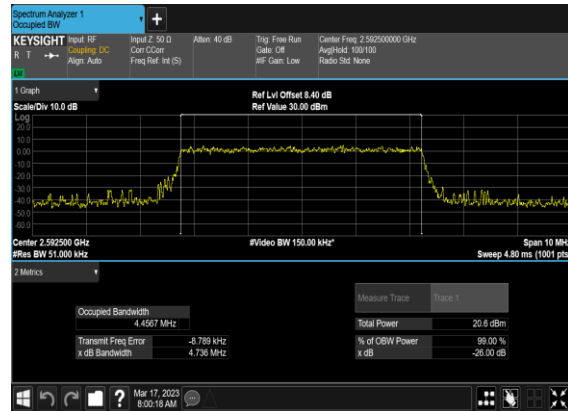 Spectrum Analyzer 1
Occupied BW
+
KEYSIGHT Input: RF Input Z: 50 Ω Atten: 40 dB Trig: Free Run Center Freq: 2.592500000 GHz
R T Coupling: DC Corr CCorr Gate: Off Avg|Hold: 100/100
Align: Auto Freq Ref: Int (S) #IF Gain: Low Radio Std: None
LVI
1 Graph
Scale/Div 10.0 dB
Ref Lvl Offset 8.40 dB
Ref Value 30.00 dBm
Log
20.0
10.0
0.00
-10.0
-20.0
-30.0
-40.0
-50.0
-60.0
Center 2.592500 GHz #Video BW 150.00 kHz* Span 10 MHz
#Res BW 51.000 kHz Sweep 4.80 ms (1001 pts
2 Metrics
Measure Trace Trace 1
Occupied Bandwidth
4.4567 MHz
Total Power 20.6 dBm
Transmit Freq Error -8.789 kHz % of OBW Power 99.00 %
x dB Bandwidth 4.736 MHz x dB -26.00 dB
? Mar 17, 2023
8:00:18 AM